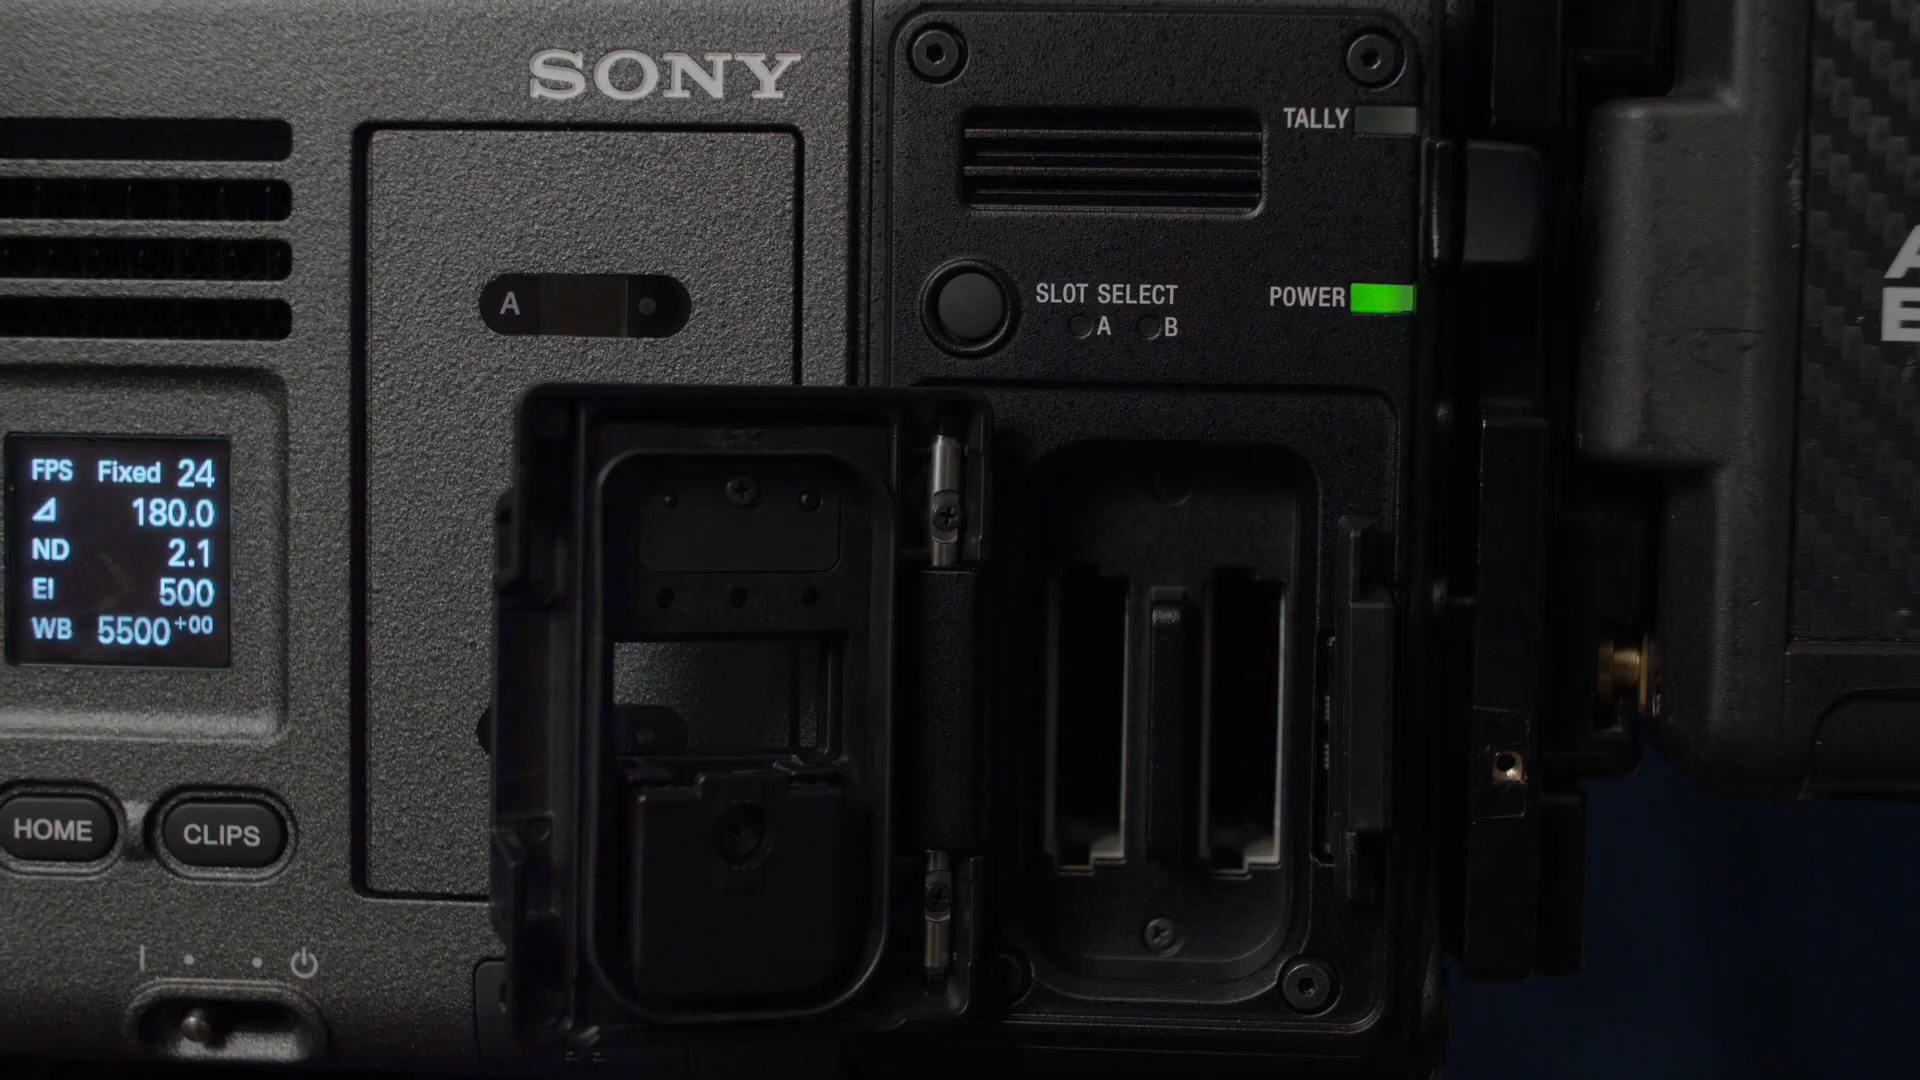 SONY
TALLY
A
SLOT SELECT
A B
POWER
FPS Fixed 24
180.0
ND 2.1
EI 500
WB 5500+00
HOME
CLIPS